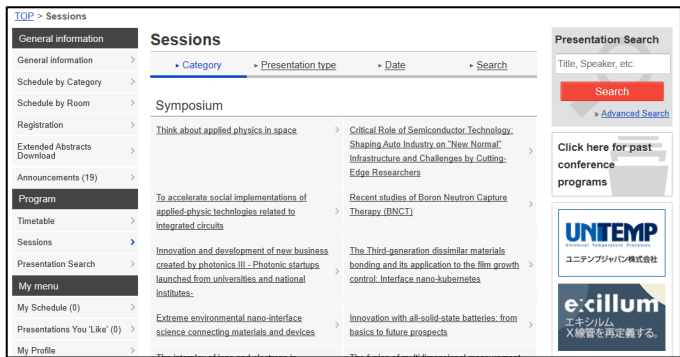 TOP > Sessions
General information
General information
Schedule by Category
Schedule by Room
Registration
Extended Abstracts
Download
Announcements (19)
Program
Timetable
Sessions
Presentation Search
My menu
My Schedule (0)
Presentations You 'Like' (0)
My Profile
Sessions
Category
Presentation type
Date
Search
Symposium
Think about applied physics in space
Critical Role of Semiconductor Technology:
Shaping Auto Industry on "New Normal"
Infrastructure and Challenges by Cutting-
Edge Researchers
To accelerate social implementations of
applied-physic technlogies related to
integrated circuits
Recent studies of Boron Neutron Capture
Therapy (BNCT)
Innovation and development of new business
created by photonics III - Photonic startups
launched from universities and national
institutes-
The Third-generation dissimilar materials
bonding and its application to the film growth
control: Interface nano-kubernetes
Extreme environmental nano-interface
science connecting materials and devices
Innovation with all-solid-state batteries: from
basics to future prospects
Presentation Search
Title, Speaker, etc.
Search
» Advanced Search
Click here for past
conference
programs
UNITEMP
Universal Temperature Processes
ユニテンプジャパン株式会社
excillum
エキシルム
X線管を再定義する。